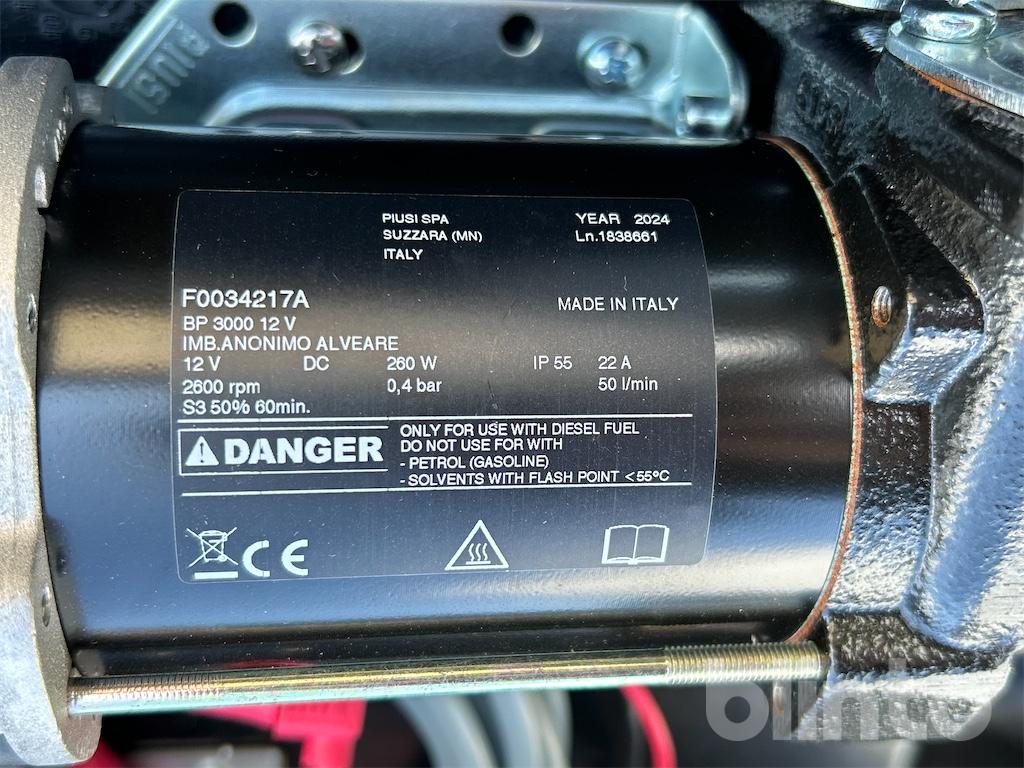 PIUSI
PIUSI SPA
SUZZARA (MN)
ITALY
YEAR 2024
Ln.1838661
F0034217A
MADE IN ITALY
BP 3000 12 V
IMB.ANONIMO ALVEARE
12 V DC 260 W IP 55 22 A
2600 rpm 0,4 bar 50 l/min
S3 50% 60min.
DANGER
ONLY FOR USE WITH DIESEL FUEL
DO NOT USE FOR WITH
- PETROL (GASOLINE)
- SOLVENTS WITH FLASH POINT <55°C
CE
blinto